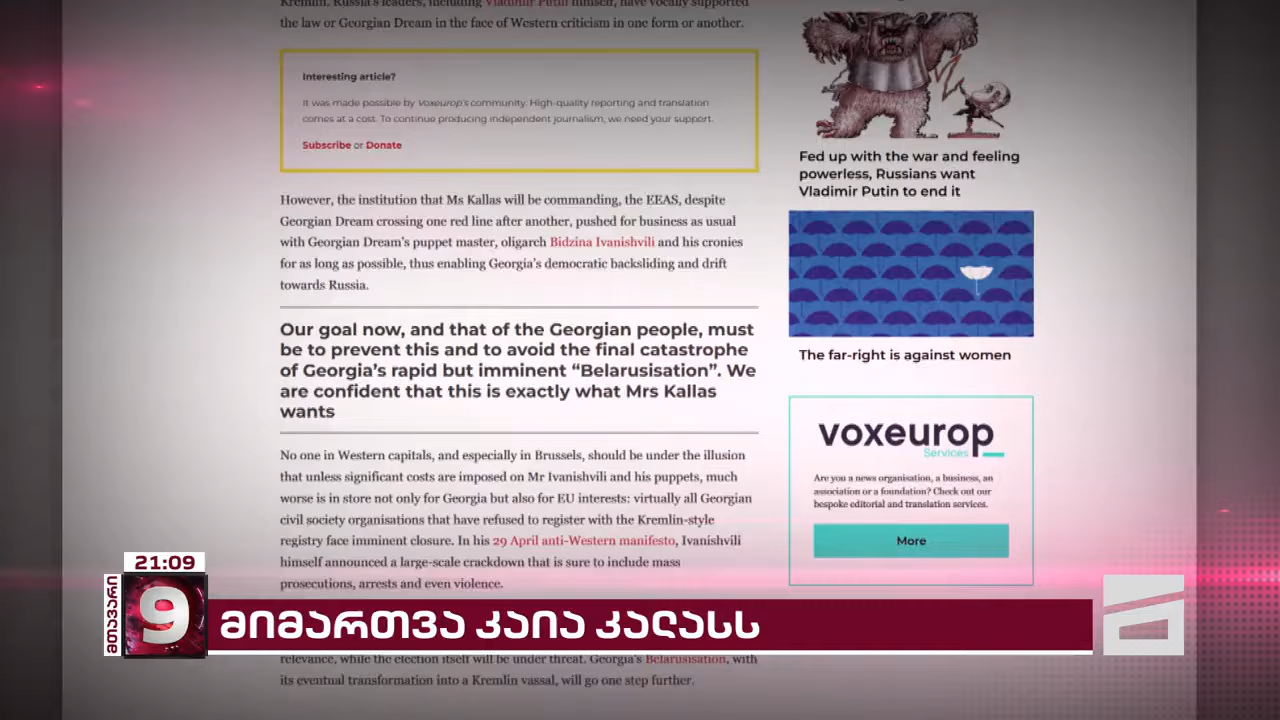 Kremlin. Russia's leaders, including Vladimir Putin himself, have vocally supported
the law or Georgian Dream in the face of Western criticism in one form or another.
Interesting article?
It was made possible by Voxeurop's community. High-quality reporting and translation
comes at a cost. To continue producing independent journalism, we need your support.
Subscribe or Donate
However, the institution that Ms Kallas will be commanding, the EEAS, despite
Georgian Dream crossing one red line after another, pushed for business as usual
with Georgian Dream's puppet master, oligarch Bidzina Ivanishvili and his cronies
for as long as possible, thus enabling Georgia's democratic backsliding and drift
towards Russia.
Our goal now, and that of the Georgian people, must
be to prevent this and to avoid the final catastrophe
of Georgia's rapid but imminent “Belarusisation”. We
are confident that this is exactly what Mrs Kallas
wants
No one in Western capitals, and especially in Brussels, should be under the illusion
that unless significant costs are imposed on Mr Ivanishvili and his puppets, much
worse is in store not only for Georgia but also for EU interests: virtually all Georgian
civil society organisations that have refused to register with the Kremlin-style
registry face imminent closure. In his 29 April anti-Western manifesto, Ivanishvili
himself announced a large-scale crackdown that is sure to include mass
prosecutions, arrests and even violence.
relevance, while the election itself will be under threat. Georgia's Belarusisation, with
its eventual transformation into a Kremlin vassal, will go one step further.
Fed up with the war and feeling
powerless, Russians want
Vladimir Putin to end it
The far-right is against women
voxeurop
Services
Are you a news organisation, a business, an
association or a foundation? Check out our
bespoke editorial and translation services.
More
21:09
მთავარი
9
მიმართვა კაია კალასს